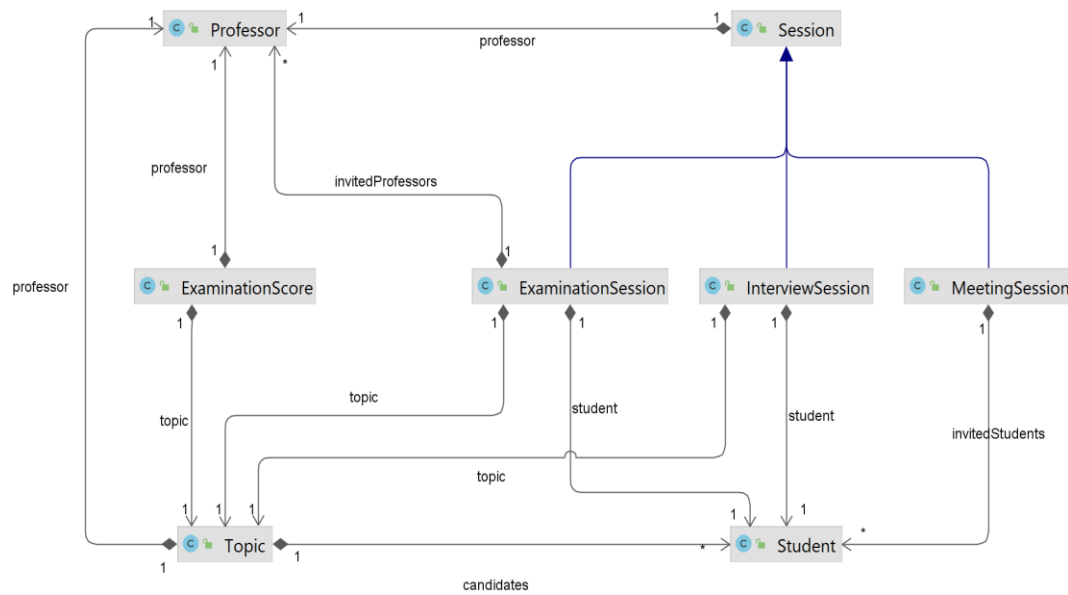 1
1
1
C Professor
professor
C Session
1
*
professor
invitedProfessors
1
1
professor
C ExaminationScore
C ExaminationSession
C InterviewSession
C MeetingSession
1
1
1
1
1
1
topic
topic
student
student
invitedStudents
topic
1
1
1
1
1
*
C Topic
C Student
1
1
*
candidates